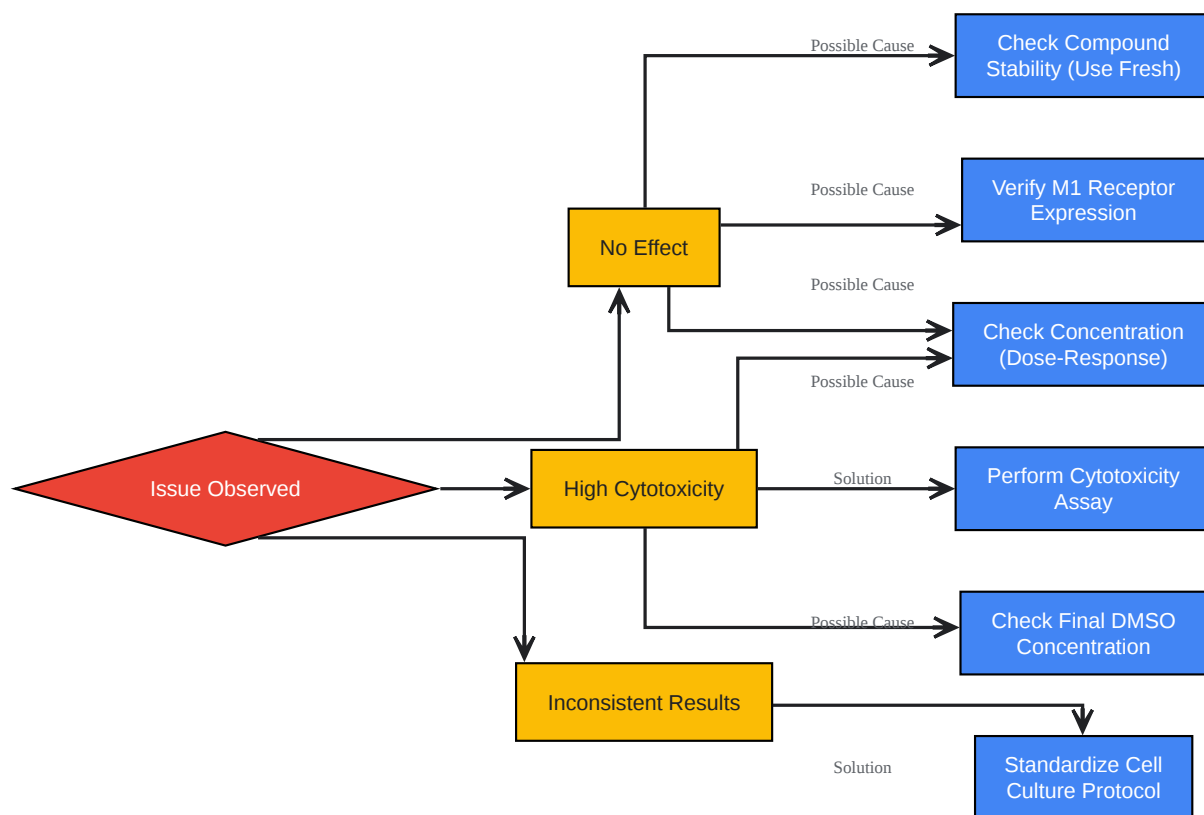 Possible Cause
Check Compound
Stability (Use Fresh)
Possible Cause
Verify M1 Receptor
Expression
No Effect
Possible Cause
Check Concentration
(Dose-Response)
Possible Cause
Issue Observed
High Cytotoxicity
Solution
Perform Cytotoxicity
Assay
Possible Cause
Check Final DMSO
Concentration
Inconsistent Results
Solution
Standardize Cell
Culture Protocol